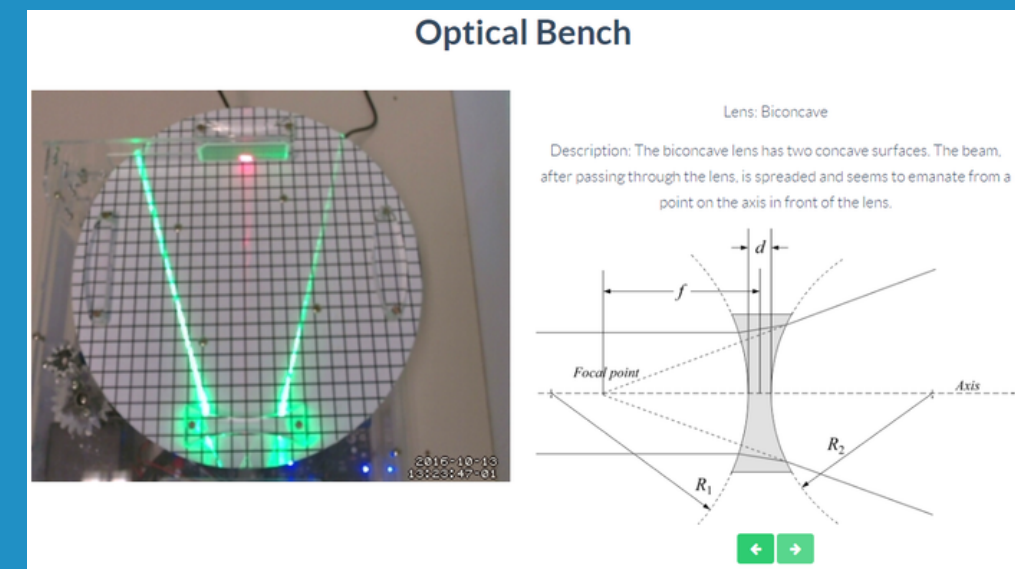 Optical Bench
Lens: Biconcave
Description: The biconcave lens has two concave surfaces. The beam,
after passing through the lens, is spreaded and seems to emanate from a
point on the axis in front of the lens.
d
f
Focal point
Axis
R₂
R₁
2016-10-13
13:23:47-01